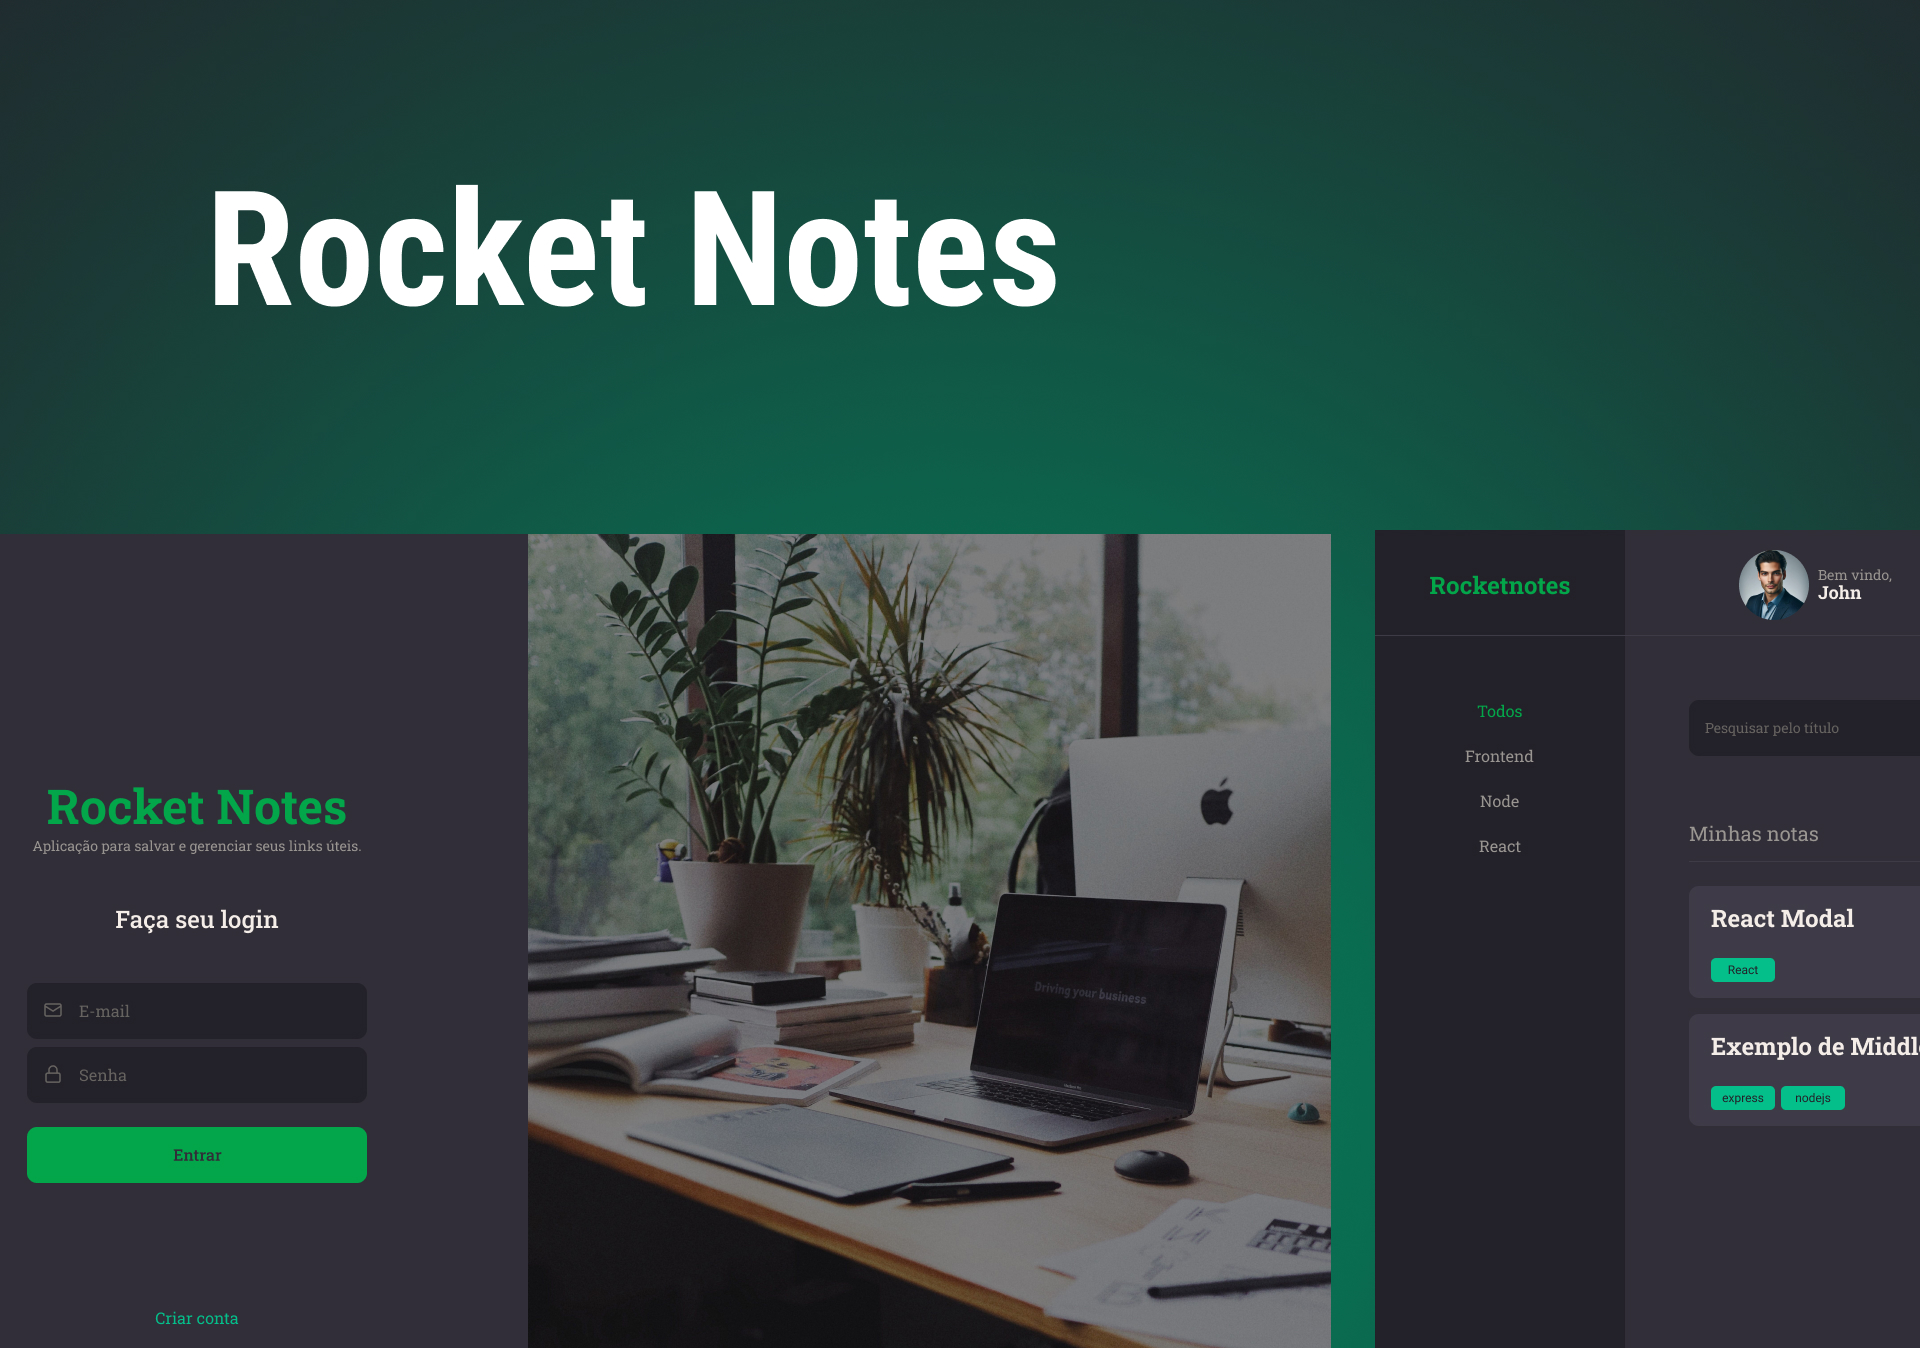 Rocket Notes
Rocket Notes
Aplicação para salvar e gerenciar seus links úteis.
Faça seu login
E-mail
Senha
Entrar
Criar conta
Driving your business
Rocketnotes
Bem vindo,
John
Todos
Frontend
Node
React
Pesquisar pelo título
Minhas notas
React Modal
React
Exemplo de
express
nodejs